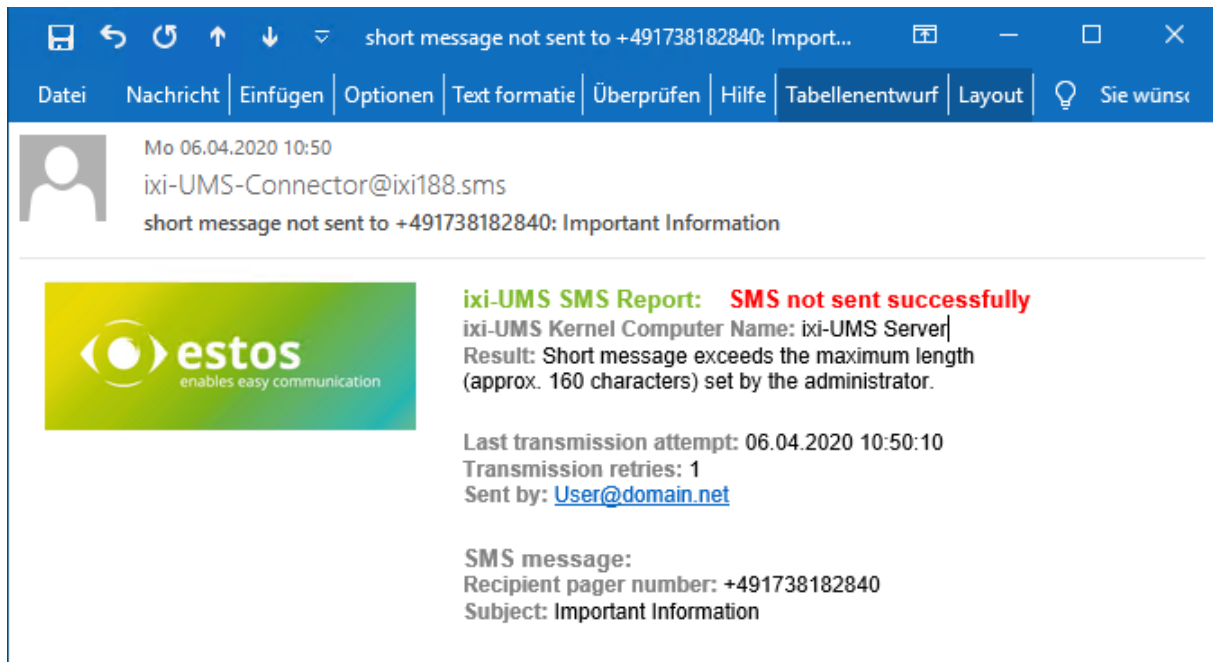 short message not sent to +491738182840: Import...
Datei Nachricht Einfügen Optionen Text formatie Überprüfen Hilfe Tabellenentwurf Layout Sie wünsc
Mo 06.04.2020 10:50
ixi-UMS-Connector@ixi188.sms
short message not sent to +491738182840: Important Information
estos
enables easy communication
ixi-UMS SMS Report: SMS not sent successfully
ixi-UMS Kernel Computer Name: ixi-UMS Server
Result: Short message exceeds the maximum length
(approx. 160 characters) set by the administrator.
Last transmission attempt: 06.04.2020 10:50:10
Transmission retries: 1
Sent by: User@domain.net
SMS message:
Recipient pager number: +491738182840
Subject: Important Information